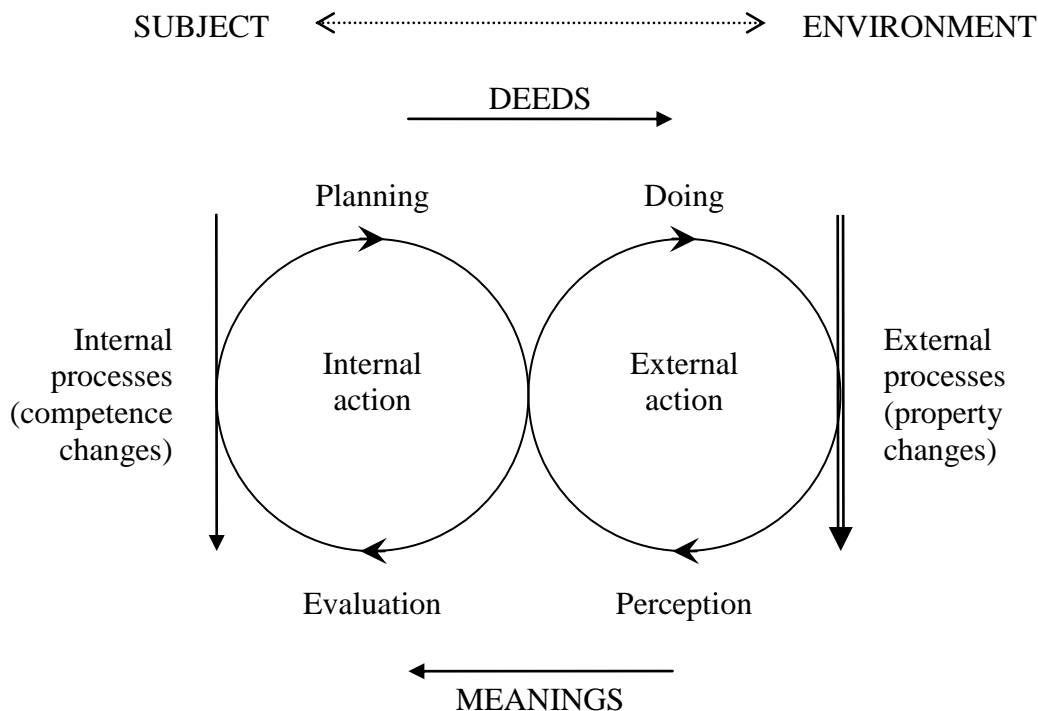 SUBJECT
ENVIRONMENT
DEEDS
Planning
Doing
Internal
processes
(competence
changes)
Internal
action
External
action
External
processes
(property
changes)
Evaluation
Perception
MEANINGS